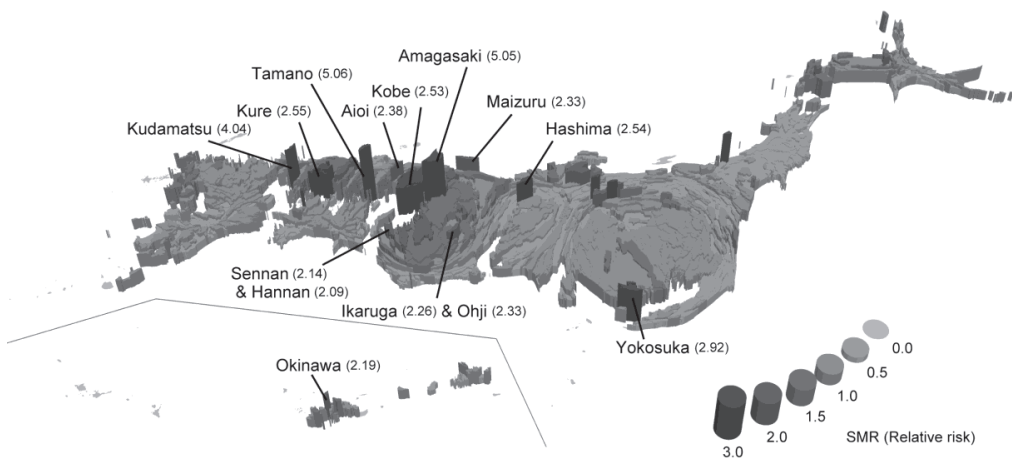 Amagasaki (5.05)
Tamano (5.06)
Kobe (2.53)
Kure (2.55)
Aioi (2.38)
Maizuru (2.33)
Kudamatsu (4.04)
Hashima (2.54)
Sennan (2.14)
& Hannan (2.09)
Ikaruga (2.26) & Ohji (2.33)
Yokosuka (2.92)
Okinawa (2.19)
0.0
0.5
1.0
1.5
2.0
3.0
SMR (Relative risk)